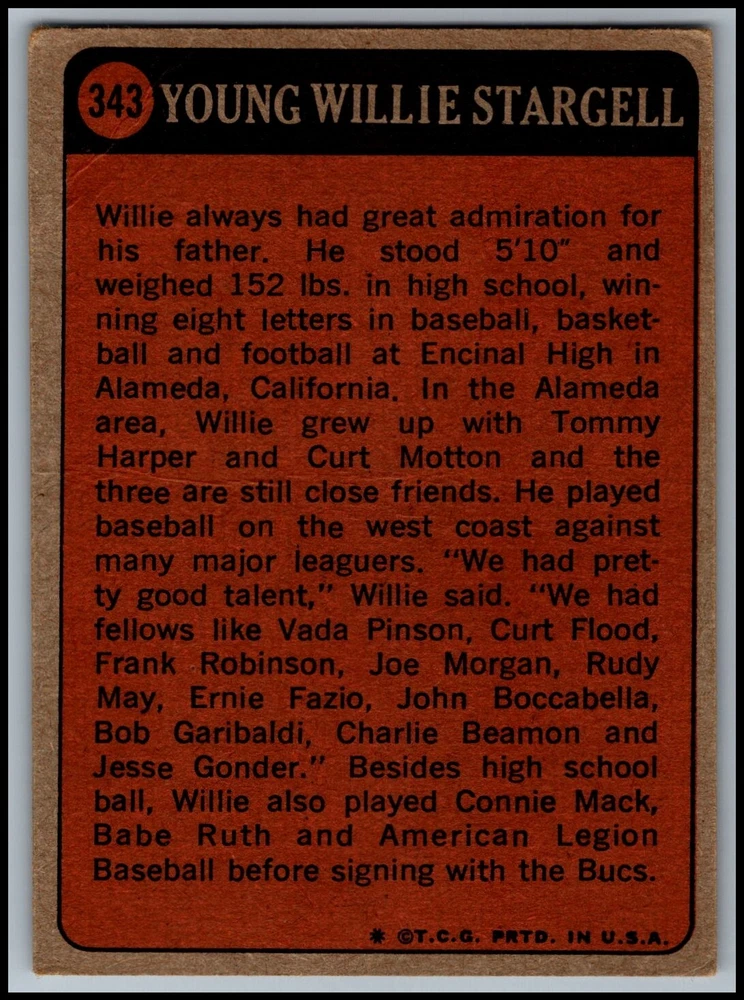 343 YOUNG WILLIE STARGELL
Willie always had great admiration for
his father. He stood 5'10" and
weighed 152 lbs. in high school, win-
ning eight letters in baseball, basket-
ball and football at Encinal High in
Alameda, California. In the Alameda
area, Willie grew up with Tommy
Harper and Curt Motton and the
three are still close friends. He played
baseball on the west coast against
many major leaguers. "We had pret-
ty good talent," Willie said. "We had
fellows like Vada Pinson, Curt Flood,
Frank Robinson, Joe Morgan, Rudy
May, Ernie Fazio, John Boccabella,
Bob Garibaldi, Charlie Beamon and
Jesse Gonder." Besides high school
ball, Willie also played Connie Mack,
Babe Ruth and American Legion
Baseball before signing with the Bucs.
* ©T.C.G. PRTD. IN U.S.A.